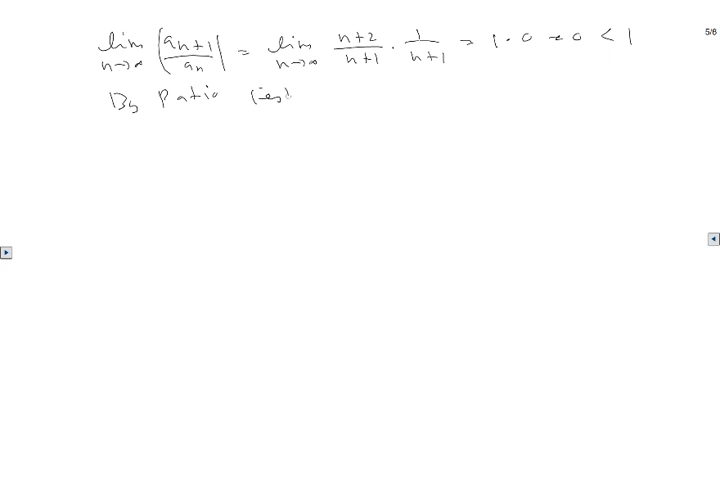 lim n→∞ |an+1/an| = lim n→∞ n+2/n+1 · 1/n+1 = 1 · 0 = 0 < 1
5/6
By Ratio Test